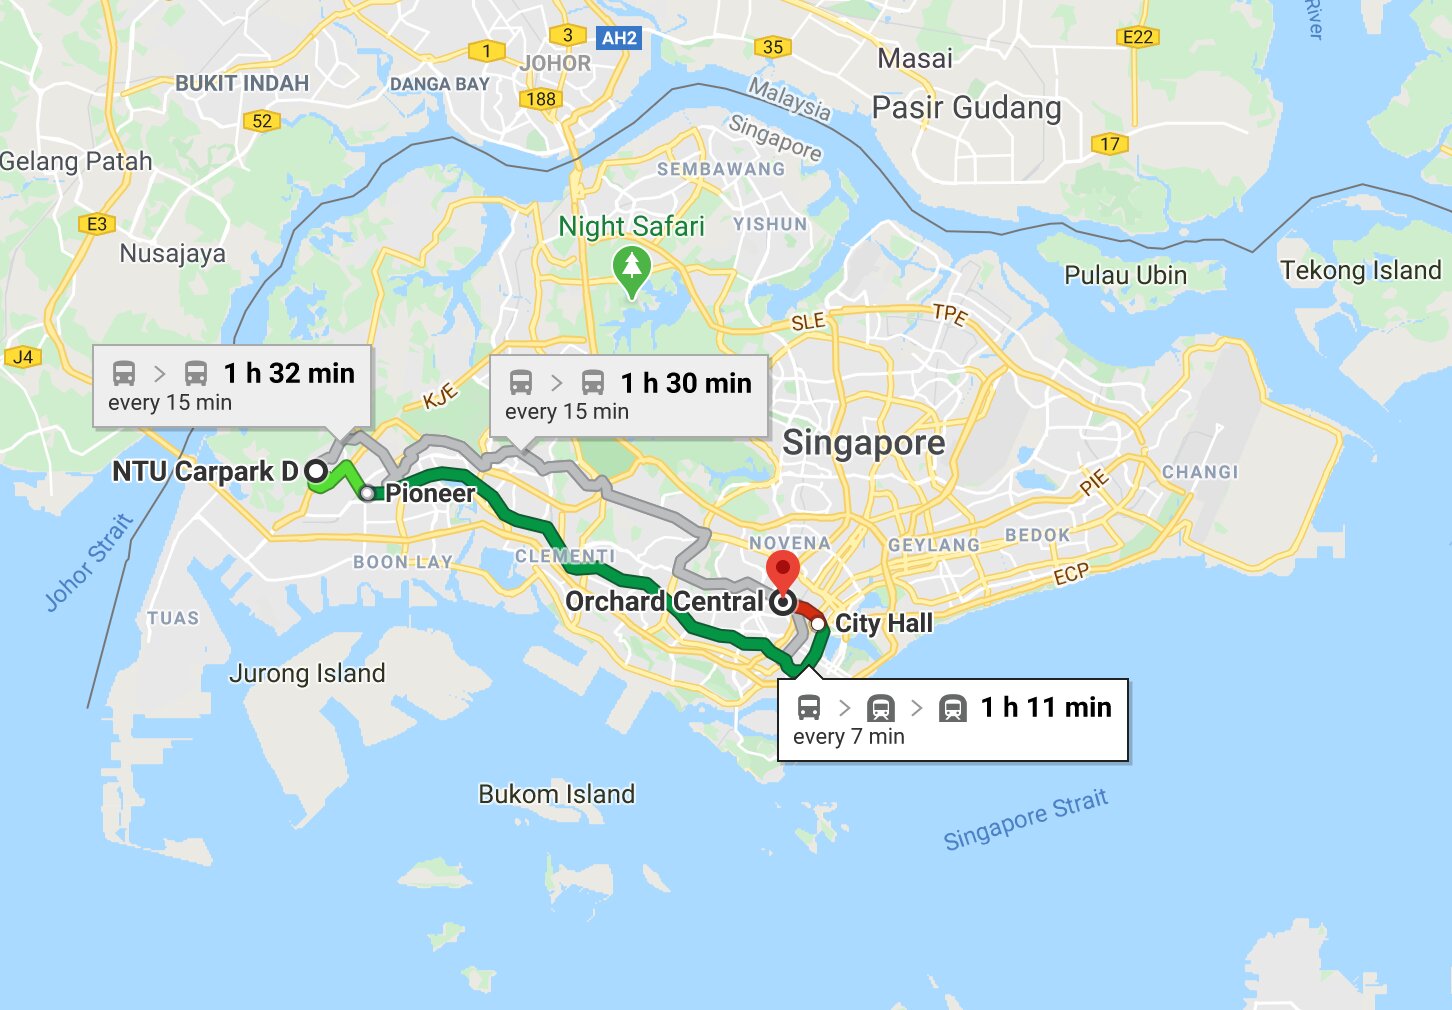 River
E22
3
AH2
1
35
JOHOR
Masai
BUKIT INDAH
DANGA BAY
188
Malaysia
Pasir Gudang
52
Singapore
17
Gelang Patah
SEMBAWANG
E3
Night Safari
YISHUN
Nusajaya
Pulau Ubin
Tekong Island
SLE
TPE
J4
1 h 32 min
every 15 min
1 h 30 min
every 15 min
KJE
Singapore
NTU Carpark D
CHANGI
PIE
Pioneer
Johor Strait
NOVENA
GEYLANG
BEDOK
BOON LAY
CLEMENTI
ECP
Orchard Central
TUAS
City Hall
Jurong Island
1 h 11 min
every 7 min
Bukom Island
Singapore Strait